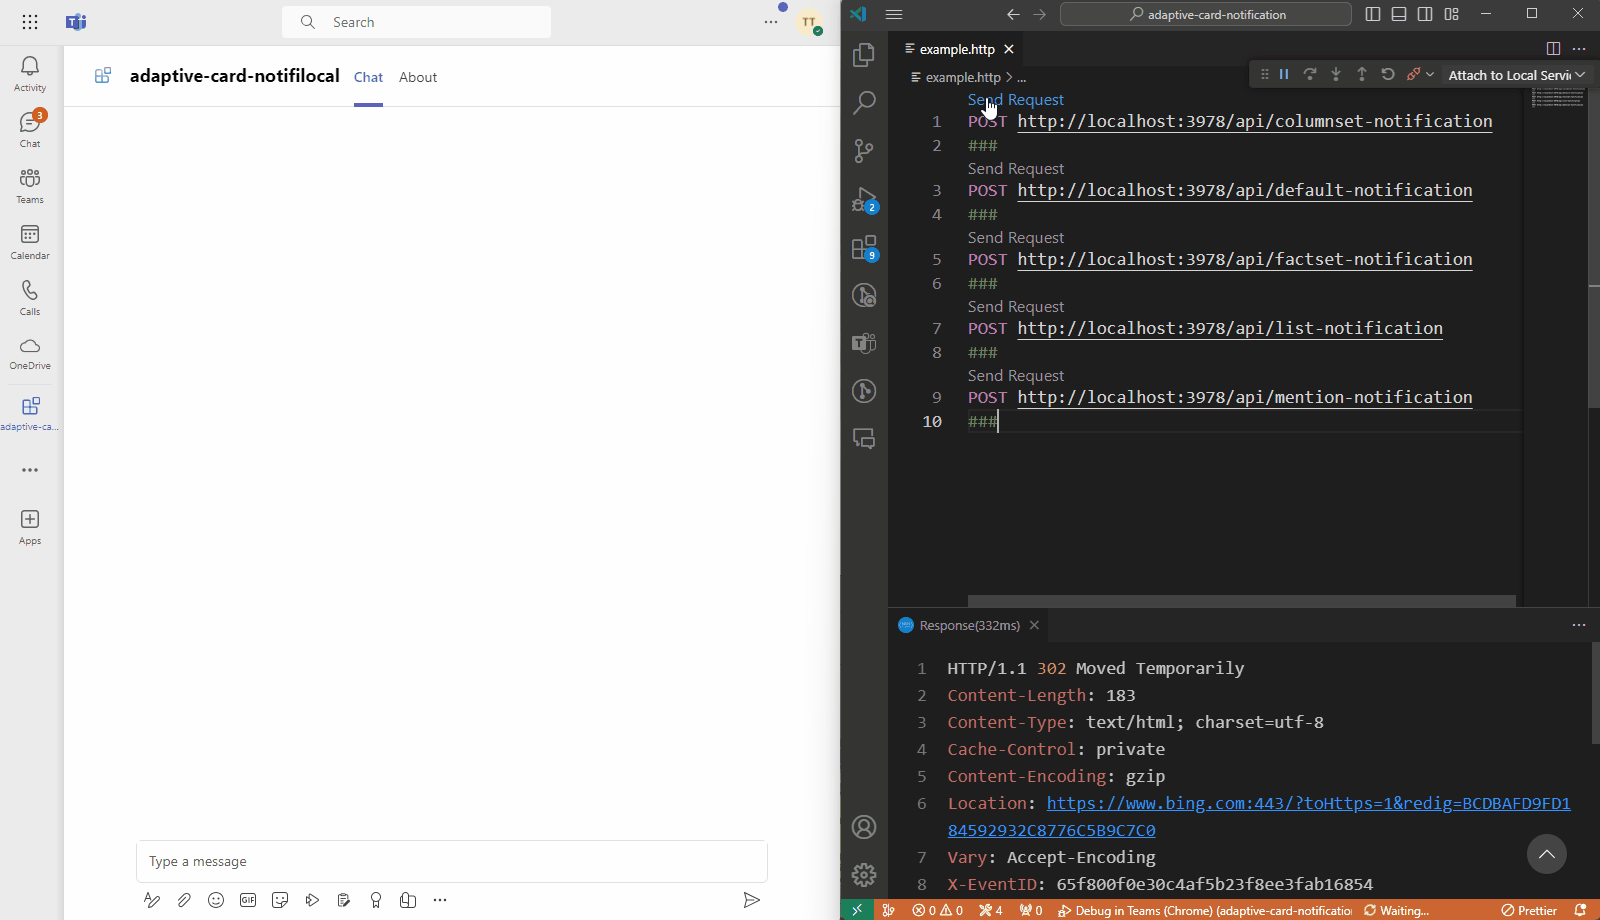 Search
TT
Activity
3
Chat
Teams
Calendar
Calls
OneDrive
adaptive-ca...
Apps
adaptive-card-notifilocal Chat About
Type a message
GIF
adaptive-card-notification
example.http
example.http > ...
Attach to Local Servi
2
9
Send Request
1 POST http://localhost:3978/api/columnset-notification
2 ###
Send Request
3 POST http://localhost:3978/api/default-notification
4 ###
Send Request
5 POST http://localhost:3978/api/factset-notification
6 ###
Send Request
7 POST http://localhost:3978/api/list-notification
8 ###
Send Request
9 POST http://localhost:3978/api/mention-notification
10 ###
Response(332ms)
1 HTTP/1.1 302 Moved Temporarily
2 Content-Length: 183
3 Content-Type: text/html; charset=utf-8
4 Cache-Control: private
5 Content-Encoding: gzip
6 Location: https://www.bing.com:443/?toHttps=1&redig=BCDBAFD9FD1
84592932C8776C5B9C7C0
7 Vary: Accept-Encoding
8 X-EventID: 65f800f0e30c4af5b23f8ee3fab16854
0 0 4 0 Debug in Teams (Chrome) (adaptive-card-notificatio Waiting... Prettier